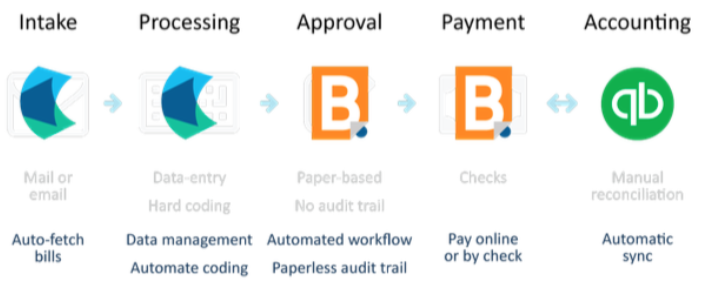 Intake
Processing
Approval
Payment
Accounting
B
B
qb
Mail or
email
Data-entry
Hard coding
Paper-based
No audit trail
Checks
Manual
reconciliation
Auto-fetch
bills
Data management
Automate coding
Automated workflow
Paperless audit trail
Pay online
or by check
Automatic
sync